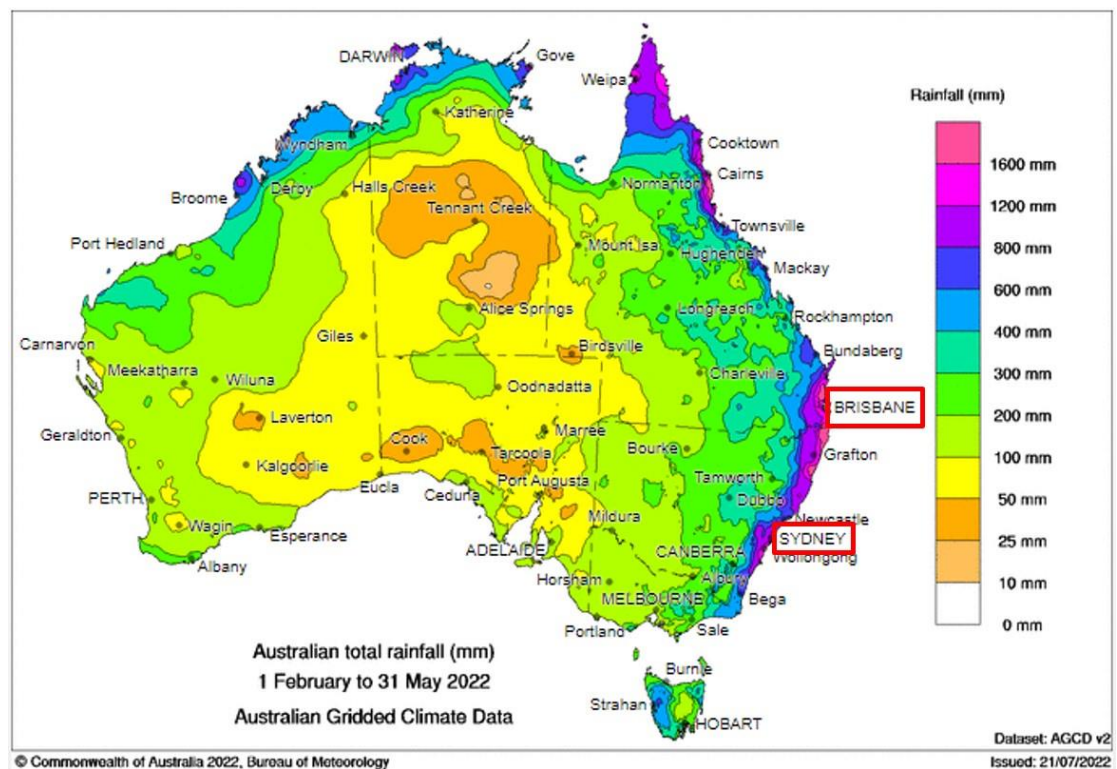 DARWIN
Gove
Weipa
Rainfall (mm)
Katherine
1600 mm
Wyndham
Cooktown
Broome
Derby
Halls Creek
Normanton
Cairns
1200 mm
Tennant Creek
Townsville
800 mm
Port Hedland
Mount Isa
Hughenden
Mackay
600 mm
Alice Springs
Longreach
Rockhampton
400 mm
Giles
Birdsville
Bundaberg
Carnarvon
Meekatharra
Wiluna
Oodnadatta
Charleville
300 mm
Laverton
BRISBANE
200 mm
Geraldton
Cook
Marree
Tarcoola
Bourke
Grafton
100 mm
Kalgoorlie
Eucla
Ceduna
Port Augusta
Tamworth
PERTH
Dubbo
50 mm
Wagin
Esperance
Mildura
Newcastle
SYDNEY
25 mm
Albany
ADELAIDE
CANBERRA
Wollongong
Horsham
Albury
10 mm
MELBOURNE
Bega
0 mm
Portland
Sale
Australian total rainfall (mm)
1 February to 31 May 2022
Australian Gridded Climate Data
Burnie
Strahan
HOBART
Dataset: AGCD v2
© Commonwealth of Australia 2022, Bureau of Meteorology
Issued: 21/07/2022